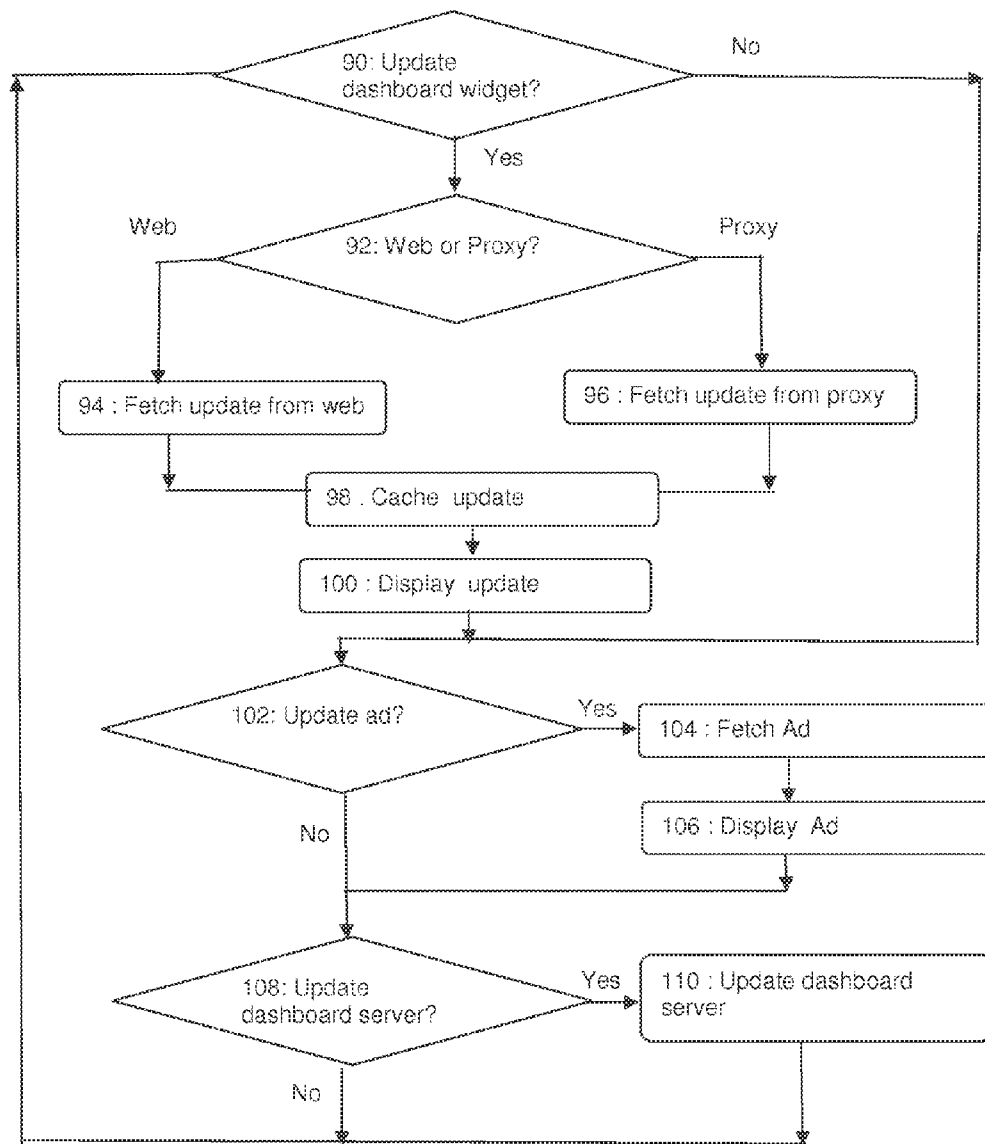 90: Update
dashboard widget?
No
Yes
Web
92: Web or Proxy?
Proxy
94 : Fetch update from web
96 : Fetch update from proxy
98 . Cache update
100 : Display update
102: Update ad?
Yes
104 : Fetch Ad
No
106 : Display Ad
108: Update
dashboard server?
Yes
110 : Update dashboard
server
No